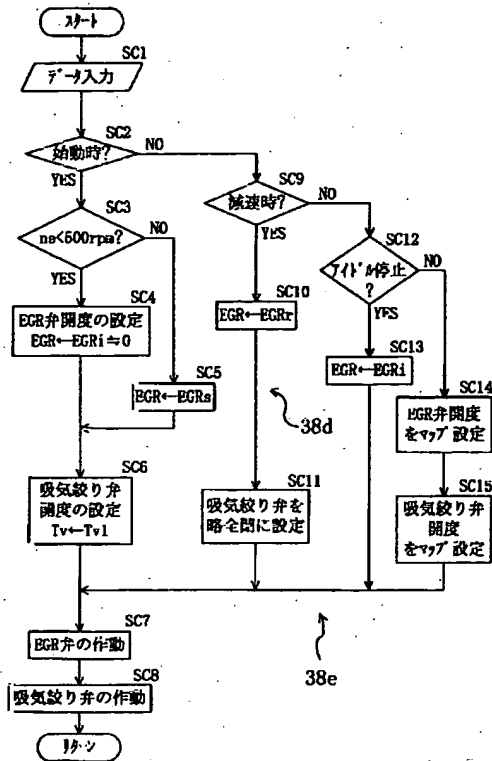 スタート
SC1
データ入力
SC2
始動時?
NO
YES
SC3
ne<500rpm?
NO
YES
SC4
EGR弁開度の設定
EGR←EGRi≒0
SC5
EGR←EGRs
SC6
吸気絞り弁
開度の設定
Tv←Tv1
SC9
減速時?
NO
YES
SC10
EGR←EGRr
38d
SC11
吸気絞り弁を
略全閉に設定
SC12
アイドル停止
?
NO
YES
SC13
EGR←EGRi
SC14
EGR弁開度
をマップ設定
SC15
吸気絞り弁
開度
をマップ設定
38e
SC7
EGR弁の作動
SC8
吸気絞り弁の作動
リターン